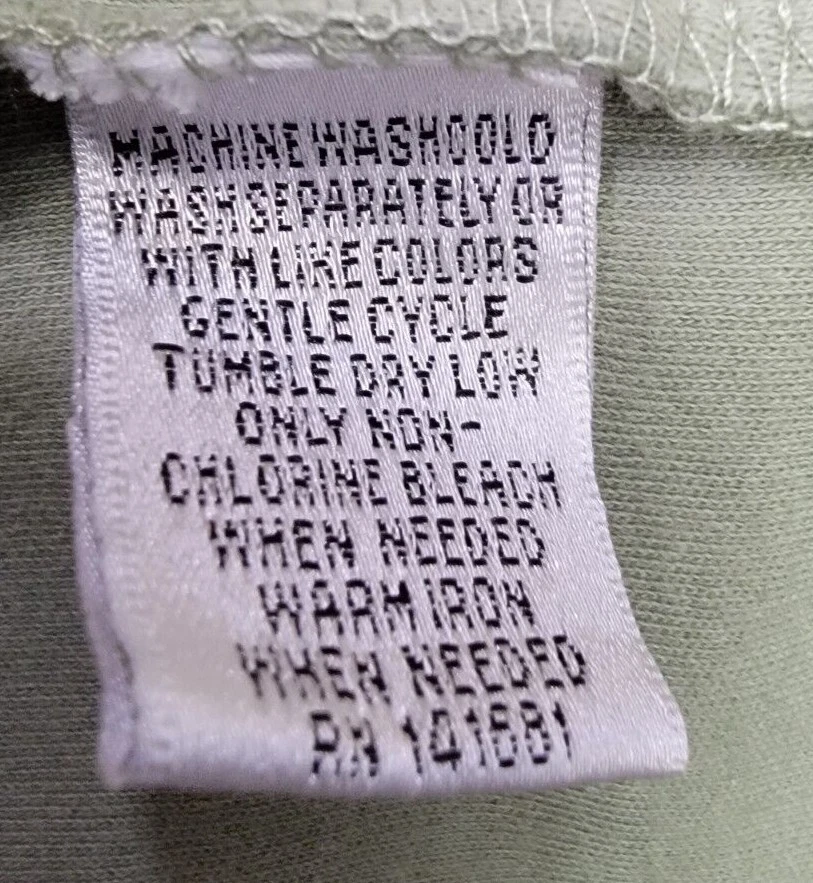 MACHINE WASH COLD
WASH SEPARATELY OR
WITH LIKE COLORS
GENTLE CYCLE
TUMBLE DRY LOW
ONLY NON-
CHLORINE BLEACH
WHEN NEEDED
WARM IRON
WHEN NEEDED
RN